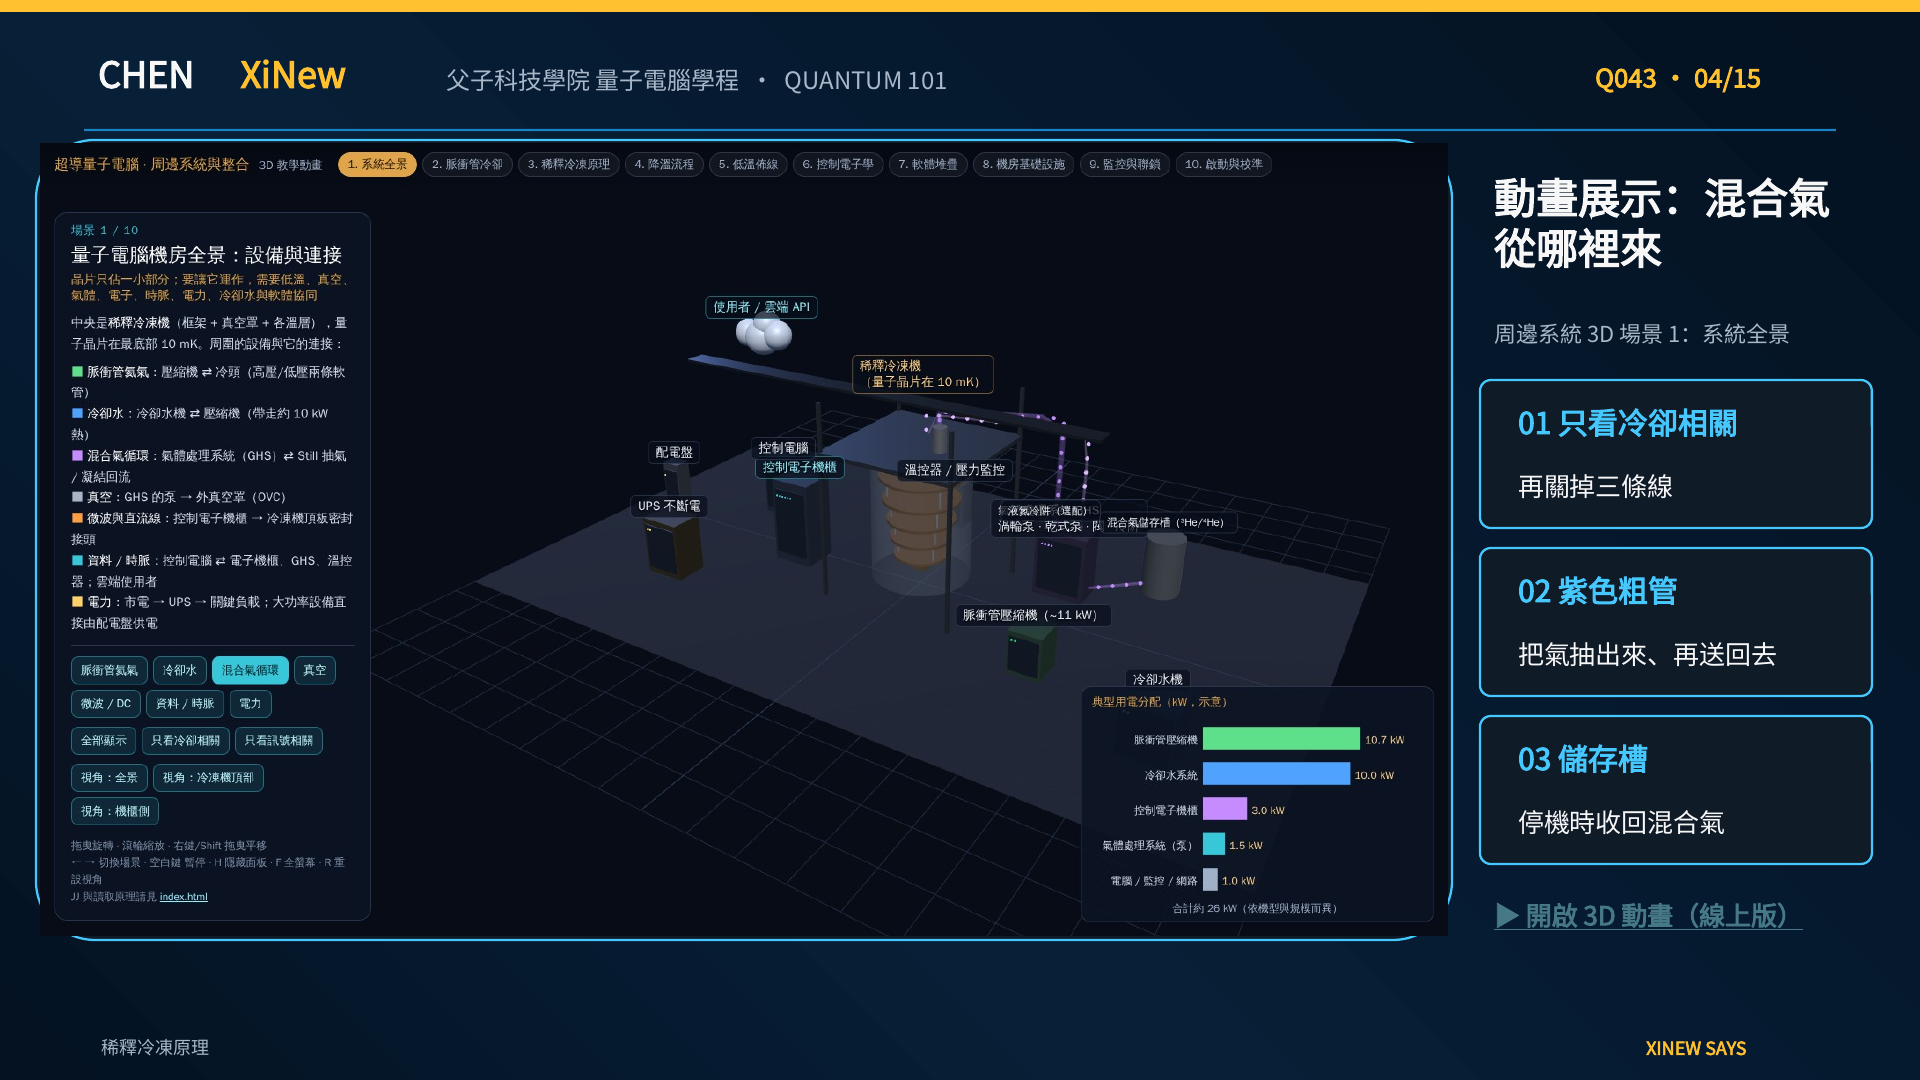 CHEN XiNew
父子科技學院 量子電腦學程 • QUANTUM 101
Q043 • 04/15
超導量子電腦 · 周邊系統與整合 3D 教學動畫
1. 系統全景
2. 脈衝管冷卻
3. 稀釋冷凍原理
4. 降溫流程
5. 低溫佈線
6. 控制電子學
7. 軟體堆疊
8. 機房基礎設施
9. 監控與聯鎖
10. 啟動與校準
場景 1 / 10
量子電腦機房全景：設備與連接
晶片只佔一小部分；要讓它運作，需要低溫、真空、
氣體、電子、時脈、電力、冷卻水與軟體協同
中央是稀釋冷凍機（框架 + 真空罩 + 各溫層），量
子晶片在最底部 10 mK。周圍的設備與它的連接：
脈衝管氦氣：壓縮機 ⇄ 冷頭（高壓/低壓兩條軟
管）
冷卻水：冷卻水機 ⇄ 壓縮機（帶走約 10 kW
熱）
混合氣循環：氣體處理系統（GHS）⇄ Still 抽氣
/ 凝結回流
真空：GHS 的泵 → 外真空罩（OVC）
微波與直流線：控制電子機櫃 → 冷凍機頂板密封
接頭
資料 / 時脈：控制電腦 ⇄ 電子機櫃、GHS、溫控
器；雲端使用者
電力：市電 → UPS → 關鍵負載；大功率設備直
接由配電盤供電
脈衝管氦氣
冷卻水
混合氣循環
真空
微波 / DC
資料 / 時脈
電力
全部顯示
只看冷卻相關
只看訊號相關
視角：全景
視角：冷凍機頂部
視角：機櫃側
拖曳旋轉 · 滾輪縮放 · 右鍵/Shift 拖曳平移
← → 切換場景 · 空白鍵 暫停 · H 隱藏面板 · F 全螢幕 · R 重
設視角
JJ 與讀取原理請見 index.html
使用者 / 雲端 API
稀釋冷凍機
（量子晶片在 10 mK）
配電盤
控制電腦
控制電子機櫃
溫控器 / 壓力監控
UPS 不斷電
液氮冷阱（選配）
渦輪泵 · 乾式泵 ·
混合氣儲存槽（³He/⁴He）
脈衝管壓縮機（~11 kW）
冷卻水機
典型用電分配（kW，示意）
脈衝管壓縮機 10.7 kW
冷卻水系統 10.0 kW
控制電子機櫃 3.0 kW
氣體處理系統（泵） 1.5 kW
電腦 / 監控 / 網路 1.0 kW
合計約 26 kW（依機型與規模而異）
動畫展示：混合氣
從哪裡來
周邊系統 3D 場景 1：系統全景
01 只看冷卻相關
再關掉三條線
02 紫色粗管
把氣抽出來、再送回去
03 儲存槽
停機時收回混合氣
▶ 開啟 3D 動畫（線上版）
稀釋冷凍原理
XINEW SAYS